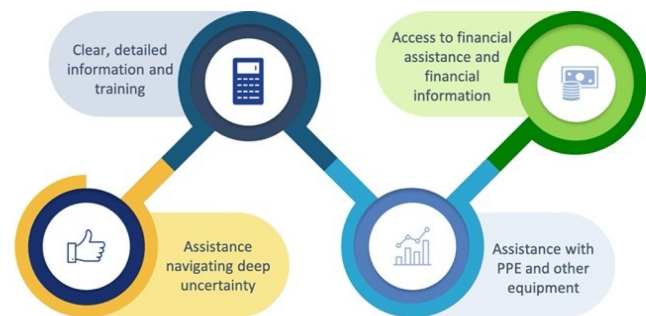 Clear, detailed
information and
training
Access to financial
assistance and
financial
information
Assistance
navigating deep
uncertainty
Assistance with
PPE and other
equipment